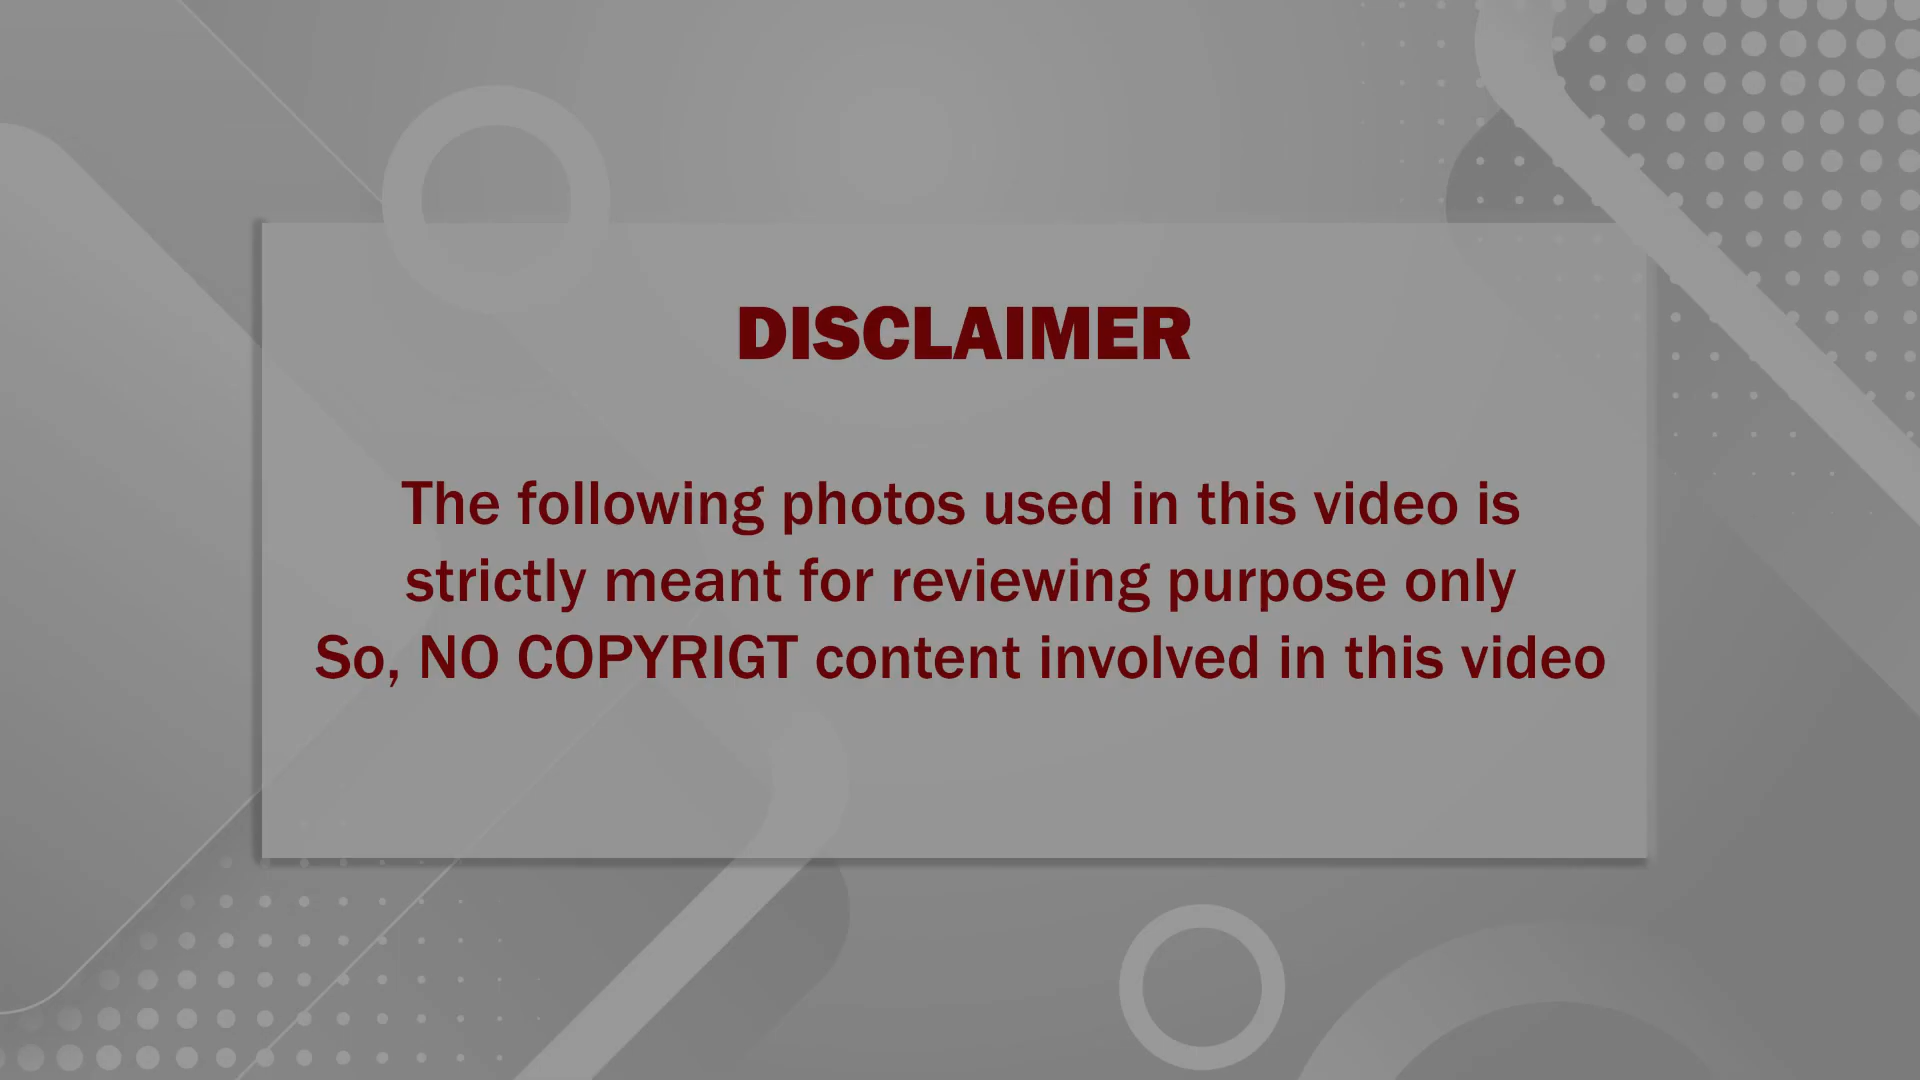 DISCLAIMER
The following photos used in this video is
strictly meant for reviewing purpose only
So, NO COPYRIGT content involved in this video